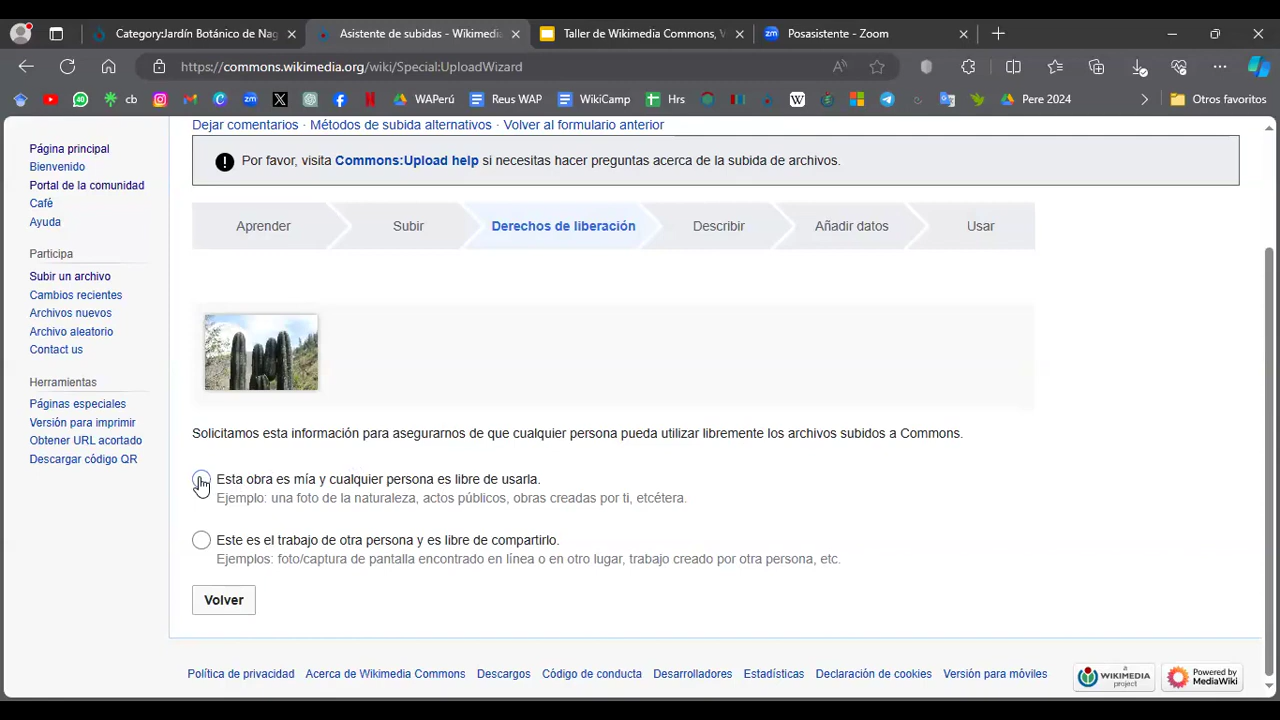 Category:Jardín Botánico de Nag
Asistente de subidas - Wikimedi
Taller de Wikimedia Commons, V
zm Posasistente - Zoom
https://commons.wikimedia.org/wiki/Special:UploadWizard
cb
WAPerú
Reus WAP
WikiCamp
Hrs
Pere 2024
Otros favoritos
Dejar comentarios · Métodos de subida alternativos · Volver al formulario anterior
Por favor, visita Commons:Upload help si necesitas hacer preguntas acerca de la subida de archivos.
Página principal
Bienvenido
Portal de la comunidad
Café
Ayuda
Participa
Subir un archivo
Cambios recientes
Archivos nuevos
Archivo aleatorio
Contact us
Herramientas
Páginas especiales
Versión para imprimir
Obtener URL acortado
Descargar código QR
Aprender
Subir
Derechos de liberación
Describir
Añadir datos
Usar
Solicitamos esta información para asegurarnos de que cualquier persona pueda utilizar libremente los archivos subidos a Commons.
Esta obra es mía y cualquier persona es libre de usarla.
Ejemplo: una foto de la naturaleza, actos públicos, obras creadas por ti, etcétera.
Este es el trabajo de otra persona y es libre de compartirlo.
Ejemplos: foto/captura de pantalla encontrado en línea o en otro lugar, trabajo creado por otra persona, etc.
Volver
Política de privacidad
Acerca de Wikimedia Commons
Descargos
Código de conducta
Desarrolladores
Estadísticas
Declaración de cookies
Versión para móviles
a
WIKIMEDIA
project
Powered by
MediaWiki